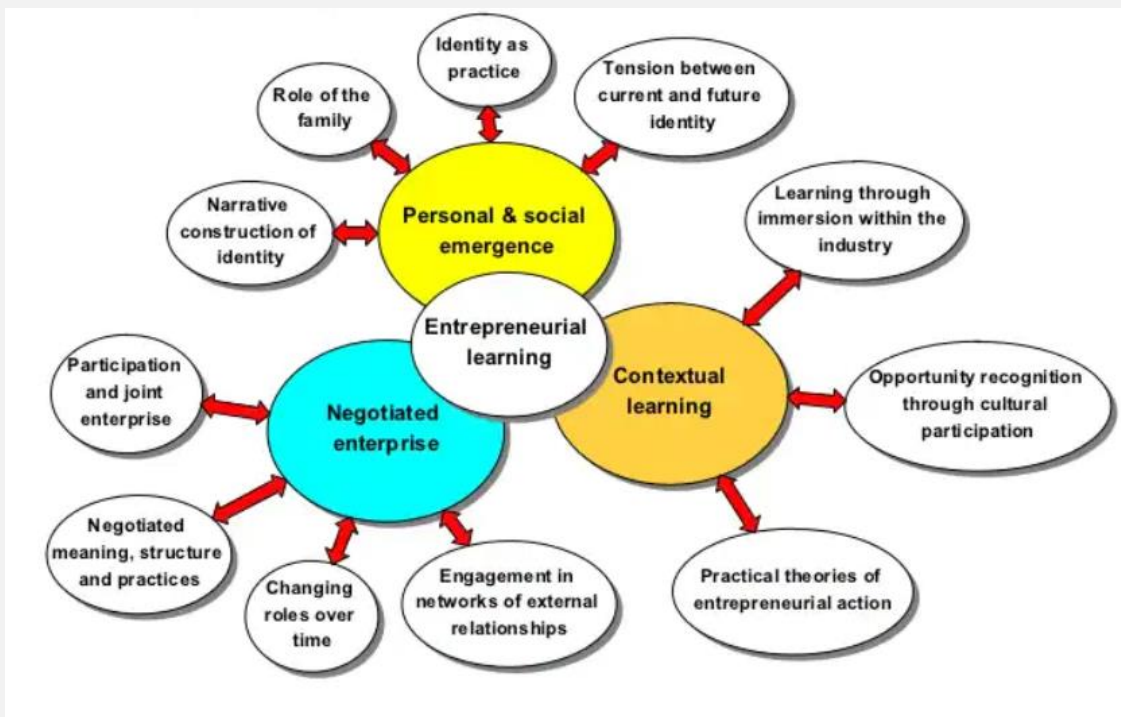 Identity as
practice
Tension between
current and future
identity
Role of the
family
Narrative
construction of
identity
Personal & social
emergence
Learning through
immersion within the
industry
Entrepreneurial
learning
Participation
and joint
enterprise
Negotiated
enterprise
Contextual
learning
Opportunity recognition
through cultural
participation
Negotiated
meaning, structure
and practices
Changing
roles over
time
Engagement in
networks of external
relationships
Practical theories of
entrepreneurial action